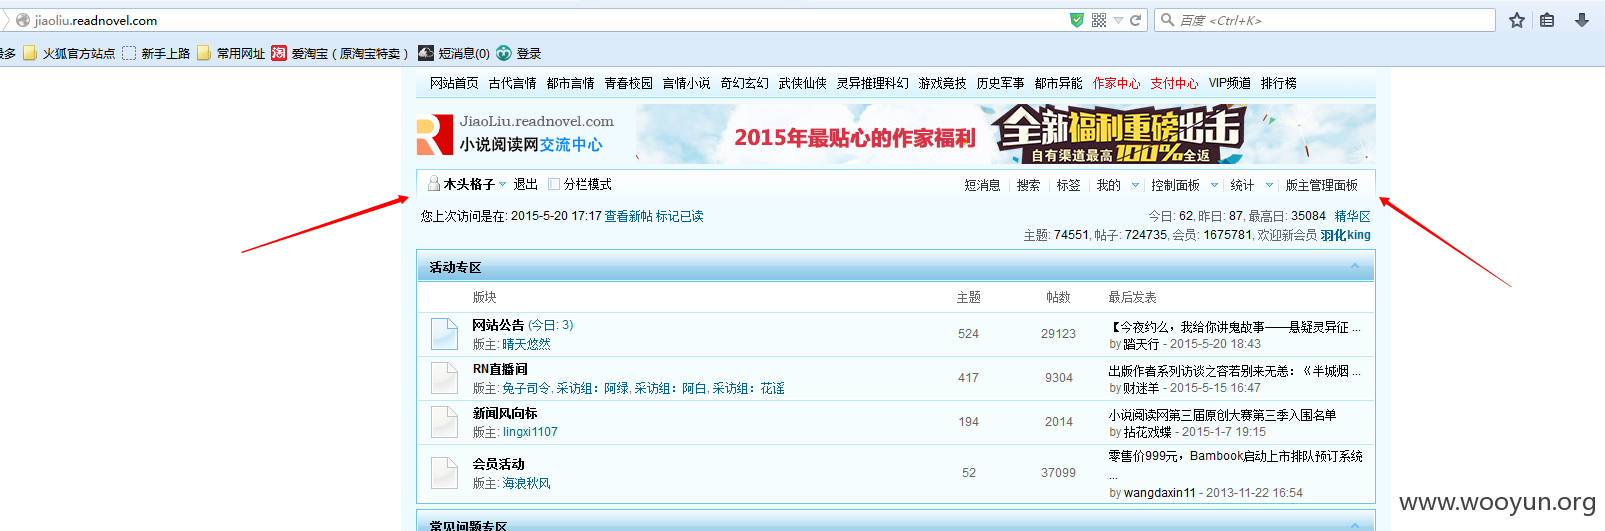 jiaoliu.readnovel.com 百度 <Ctrl+K>
最多 火狐官方站点 新手上路 常用网址 爱淘宝（原淘宝特卖） 短消息(0) 登录
网站首页 古代言情 都市言情 青春校园 言情小说 奇幻玄幻 武侠仙侠 灵异推理科幻 游戏竞技 历史军事 都市异能 作家中心 支付中心 VIP频道 排行榜
JiaoLiu.readnovel.com
小说阅读网交流中心
2015年最贴心的作家福利
全新福利重磅出击
自有渠道最高100%全返
木头格子 退出 分栏模式 短消息 搜索 标签 我的 控制面板 统计 版主管理面板
您上次访问是在: 2015-5-20 17:17 查看新帖 标记已读 今日: 62, 昨日: 87, 最高日: 35084 精华区
主题: 74551, 帖子: 724735, 会员: 1675781, 欢迎新会员 羽化king
活动专区
版块 主题 帖数 最后发表
网站公告 (今日: 3) 524 29123 【今夜约么，我给你讲鬼故事——悬疑灵异征 ...
版主: 晴天悠然 by 踏天行 - 2015-5-20 18:43
RN直播间 417 9304 出版作者系列访谈之容若别来无恙：《半城烟 ...
版主: 兔子司令, 采访组：阿绿, 采访组：阿白, 采访组：花谣 by 财迷羊 - 2015-5-15 16:47
新闻风向标 194 2014 小说阅读网第三届原创大赛第三季入围名单
版主: lingxi1107 by 拈花戏蝶 - 2015-1-7 19:15
会员活动 52 37099 零售价999元，Bambook启动上市排队预订系统
...
版主: 海浪秋风 by wangdaxin11 - 2013-11-22 16:54
常见问题专区
www.wooyun.org